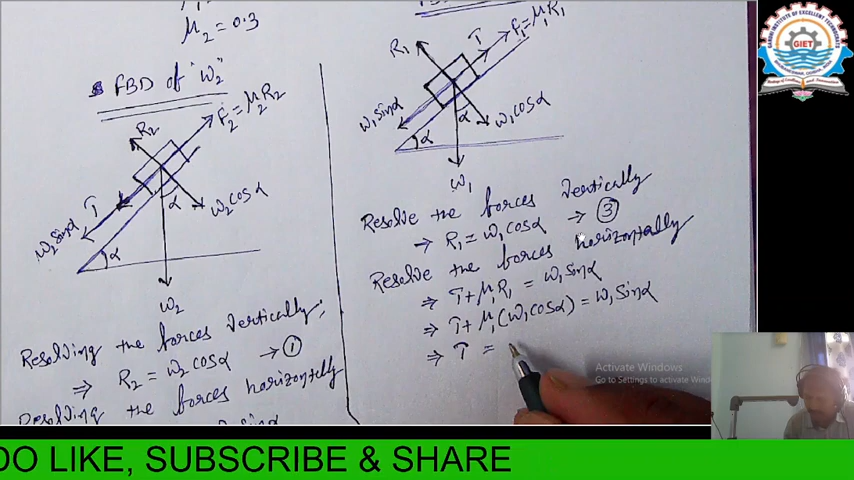 μ₂ = 0.3
FBD of "W₂"
R₂
F₂ = μ₂R₂
T
W₂ sinα
α
W₂ cosα
α
W₂
Resolving the forces vertically,
⇒ R₂ = W₂ cosα → ①
Resolving the forces horizontally
R₁
T
F₁ = μ₁R₁
W₁ sinα
α
W₁ cosα
α
W₁
Resolve the forces vertically
⇒ R₁ = W₁ cosα → ③
Resolve the forces horizontally
⇒ T + μ₁R₁ = W₁ sinα
⇒ T + μ₁(W₁ cosα) = W₁ sinα
⇒ T =
GIET
Activate Windows
Go to Settings to activate Wind
DO LIKE, SUBSCRIBE & SHARE